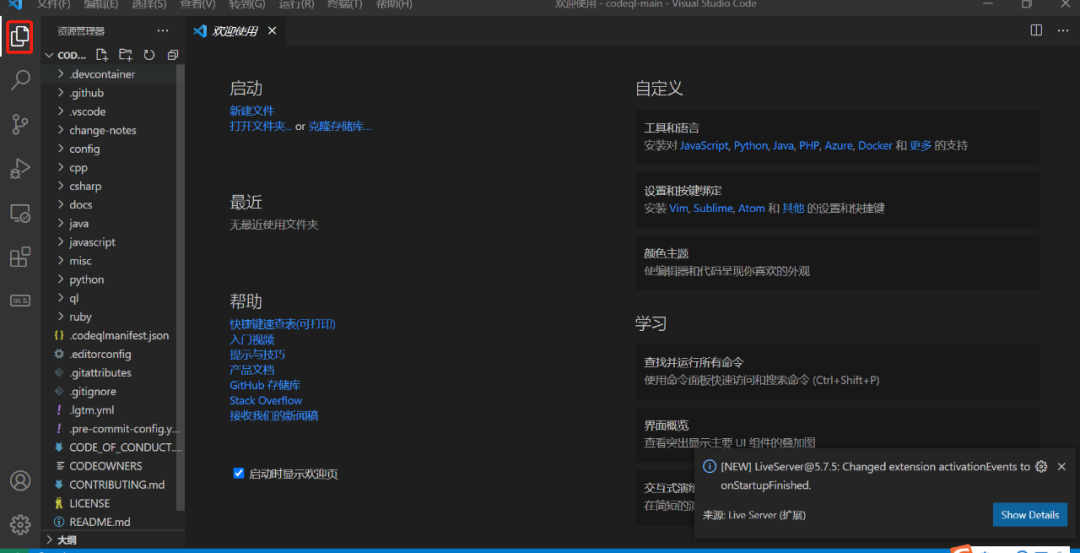 文件(F) 编辑(E) 选择(S) 查看(V) 转到(G) 运行(R) 终端(T) 帮助(H)
欢迎使用 - codeql-main - Visual Studio Code
资源管理器
欢迎使用
COD...
.devcontainer
.github
.vscode
change-notes
config
cpp
csharp
docs
java
javascript
misc
python
ql
ruby
.codeqlmanifest.json
.editorconfig
.gitattributes
.gitignore
.lgtm.yml
.pre-commit-config.y...
CODE_OF_CONDUCT....
CODEOWNERS
CONTRIBUTING.md
LICENSE
README.md
大纲
QL
启动
新建文件
打开文件夹... or 克隆存储库...
最近
无最近使用文件夹
帮助
快捷键速查表(可打印)
入门视频
提示与技巧
产品文档
GitHub 存储库
Stack Overflow
接收我们的新闻稿
启动时显示欢迎页
自定义
工具和语言
安装对 JavaScript, Python, Java, PHP, Azure, Docker 和 更多 的支持
设置和按键绑定
安装 Vim, Sublime, Atom 和 其他 的设置和快捷键
颜色主题
使编辑器和代码呈现你喜欢的外观
学习
查找并运行所有命令
使用命令面板快速访问和搜索命令 (Ctrl+Shift+P)
界面概览
查看突出显示主要 UI 组件的叠加图
交互式演
在简短的
[NEW] LiveServer@5.7.5: Changed extension activationEvents to
onStartupFinished.
来源: Live Server (扩展)
Show Details